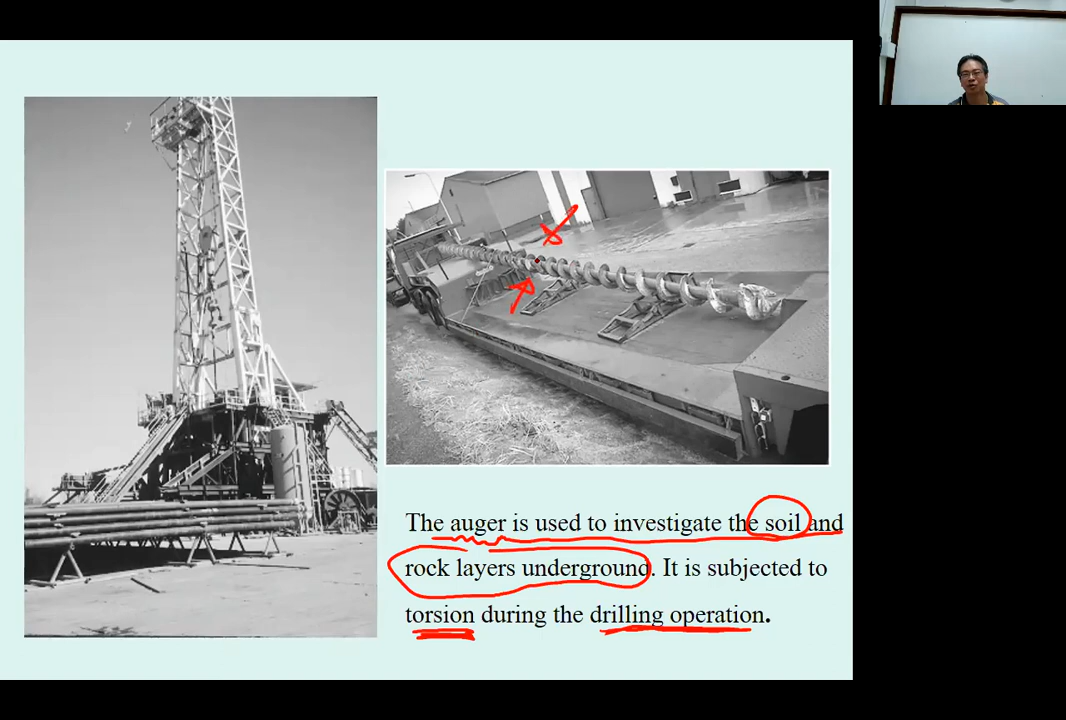 The auger is used to investigate the soil and
rock layers underground. It is subjected to
torsion during the drilling operation.